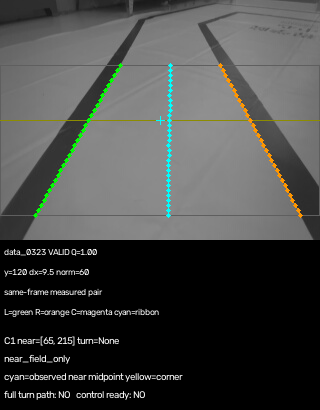 data_0323 VALID Q=1.00
y=120 dx=9.5 norm=60
same-frame measured pair
L=green R=orange C=magenta cyan=ribbon
C1 near=[65, 215] turn=None
near_field_only
cyan=observed near midpoint yellow=corner
full turn path: NO control ready: NO